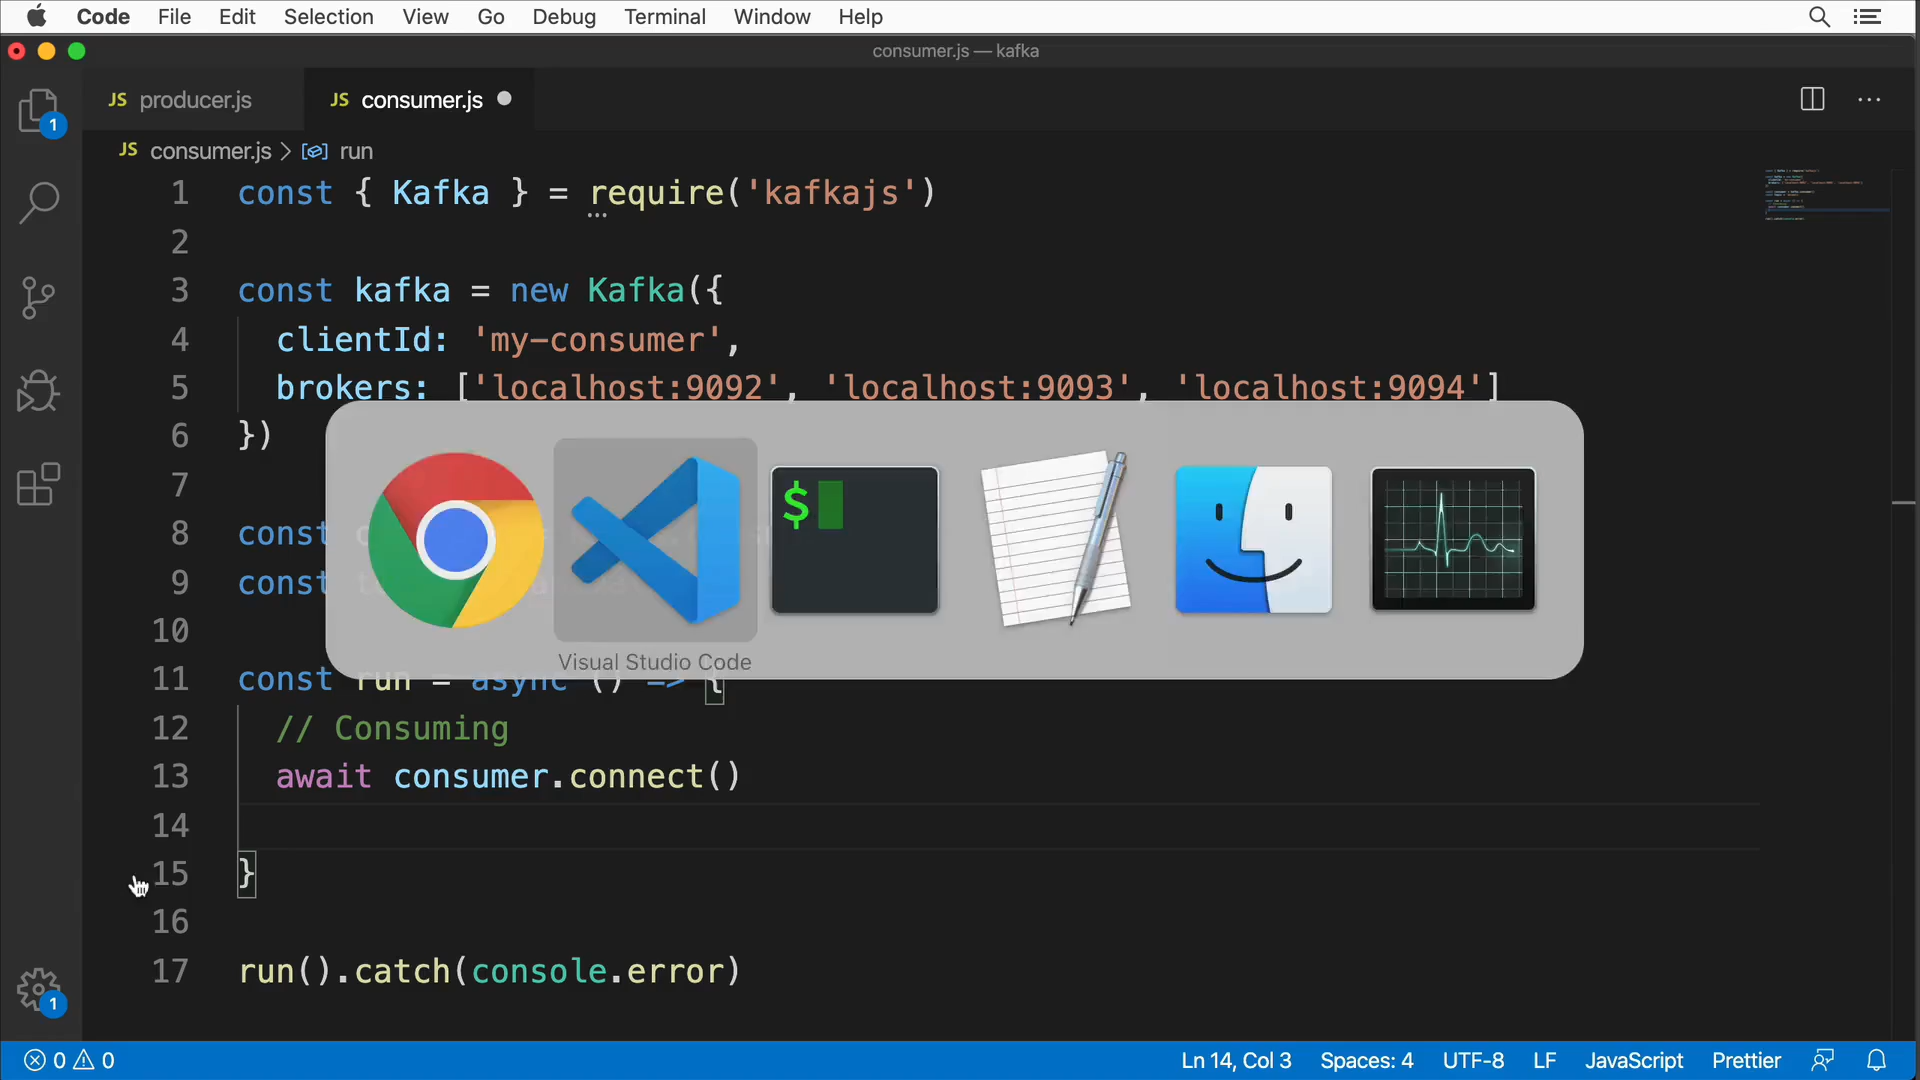 Code File Edit Selection View Go Debug Terminal Window Help
consumer.js — kafka
JS producer.js JS consumer.js
1
JS consumer.js > run
1 const { Kafka } = require('kafkajs')
2
3 const kafka = new Kafka({
4 clientId: 'my-consumer',
5 brokers: ['localhost:9092', 'localhost:9093', 'localhost:9094']
6 })
7
8 const
9 const
10
$
Visual Studio Code
11 const run = async () => {
12 // Consuming
13 await consumer.connect()
14
15 }
16
17 run().catch(console.error)
1
0 0 Ln 14, Col 3 Spaces: 4 UTF-8 LF JavaScript Prettier